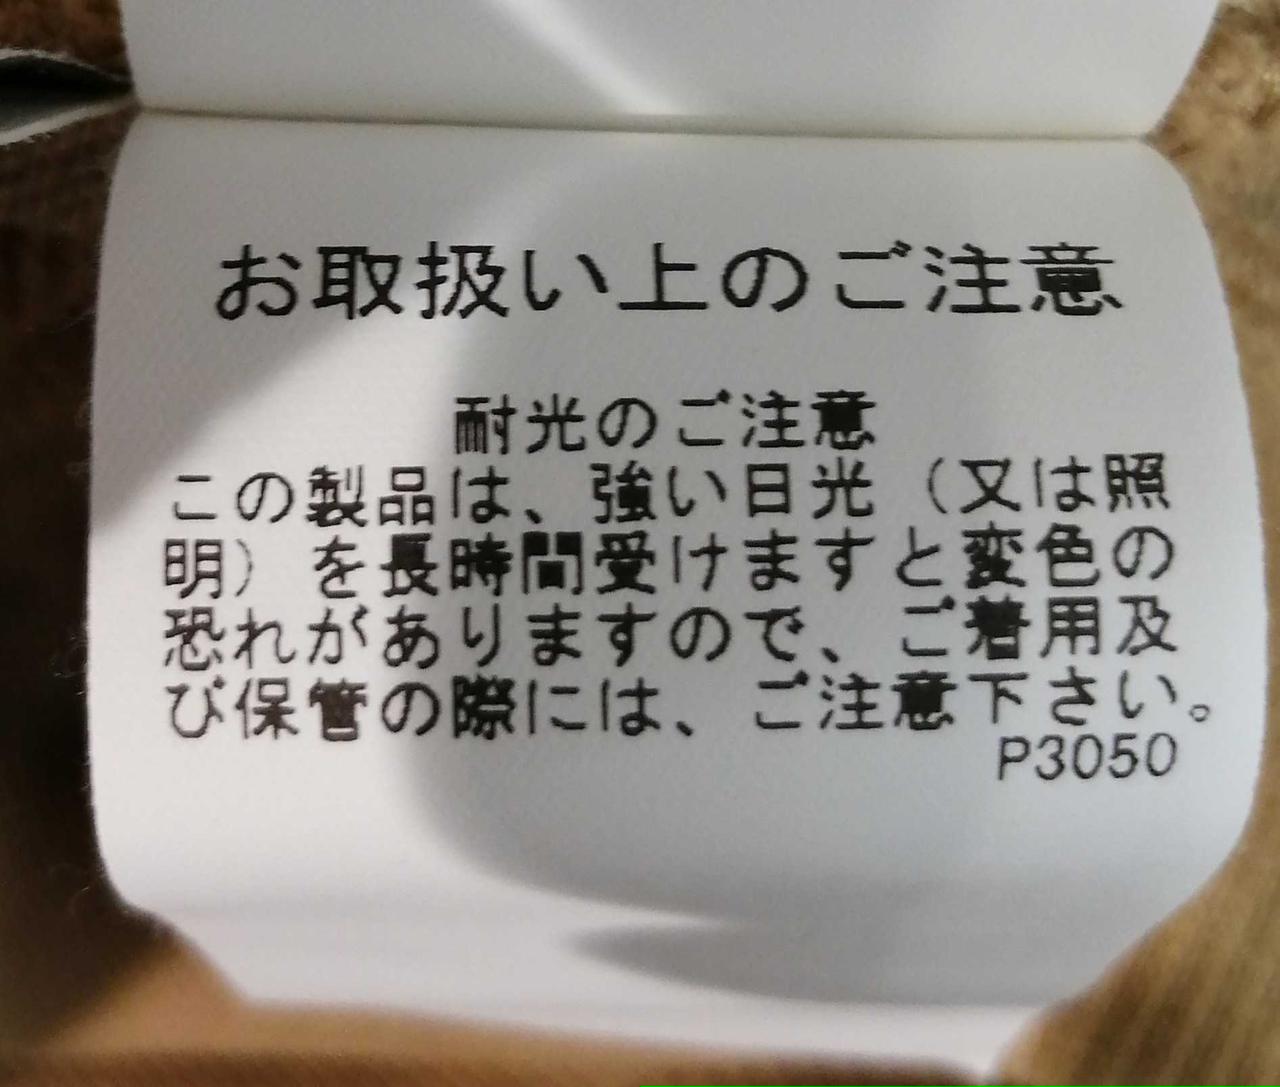 お取扱い上のご注意
耐光のご注意
この製品は、強い日光（又は照
明）を長時間受けますと変色の
恐れがありますので、ご着用及
び保管の際には、ご注意下さい。
P3050